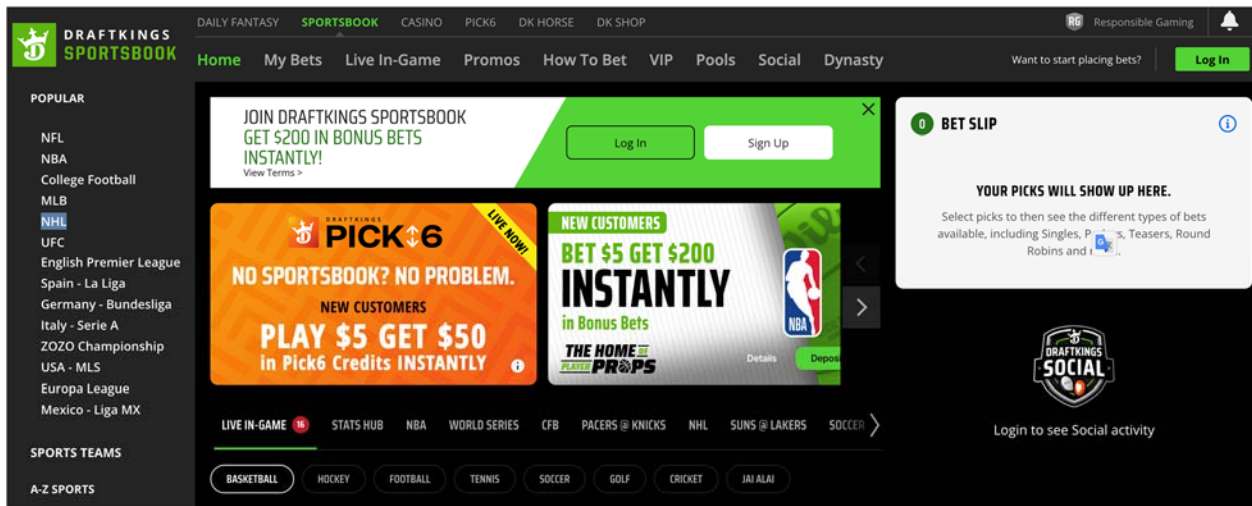 DRAFTKINGS
SPORTSBOOK
DAILY FANTASY SPORTSBOOK CASINO PICK6 DK HORSE DK SHOP
RG Responsible Gaming
Home My Bets Live In-Game Promos How To Bet VIP Pools Social Dynasty
Want to start placing bets? Log In
POPULAR
NFL
NBA
College Football
MLB
NHL
UFC
English Premier League
Spain - La Liga
Germany - Bundesliga
Italy - Serie A
ZOZO Championship
USA - MLS
Europa League
Mexico - Liga MX
SPORTS TEAMS
A-Z SPORTS
JOIN DRAFTKINGS SPORTSBOOK
GET $200 IN BONUS BETS
INSTANTLY!
View Terms >
Log In Sign Up
DRAFTKINGS
PICK6
LIVE NOW!
NO SPORTSBOOK? NO PROBLEM.
NEW CUSTOMERS
PLAY $5 GET $50
in Pick6 Credits INSTANTLY
NEW CUSTOMERS
BET $5 GET $200
INSTANTLY
in Bonus Bets
THE HOME OF
PLAYER PROPS
NBA
Details Deposi
LIVE IN-GAME 16 STATS HUB NBA WORLD SERIES CFB PACERS @ KNICKS NHL SUNS @ LAKERS SOCCER
BASKETBALL HOCKEY FOOTBALL TENNIS SOCCER GOLF CRICKET JAI ALAI
0 BET SLIP
YOUR PICKS WILL SHOW UP HERE.
Select picks to then see the different types of bets
available, including Singles, Teasers, Round
Robins and
DRAFTKINGS
SOCIAL
Login to see Social activity